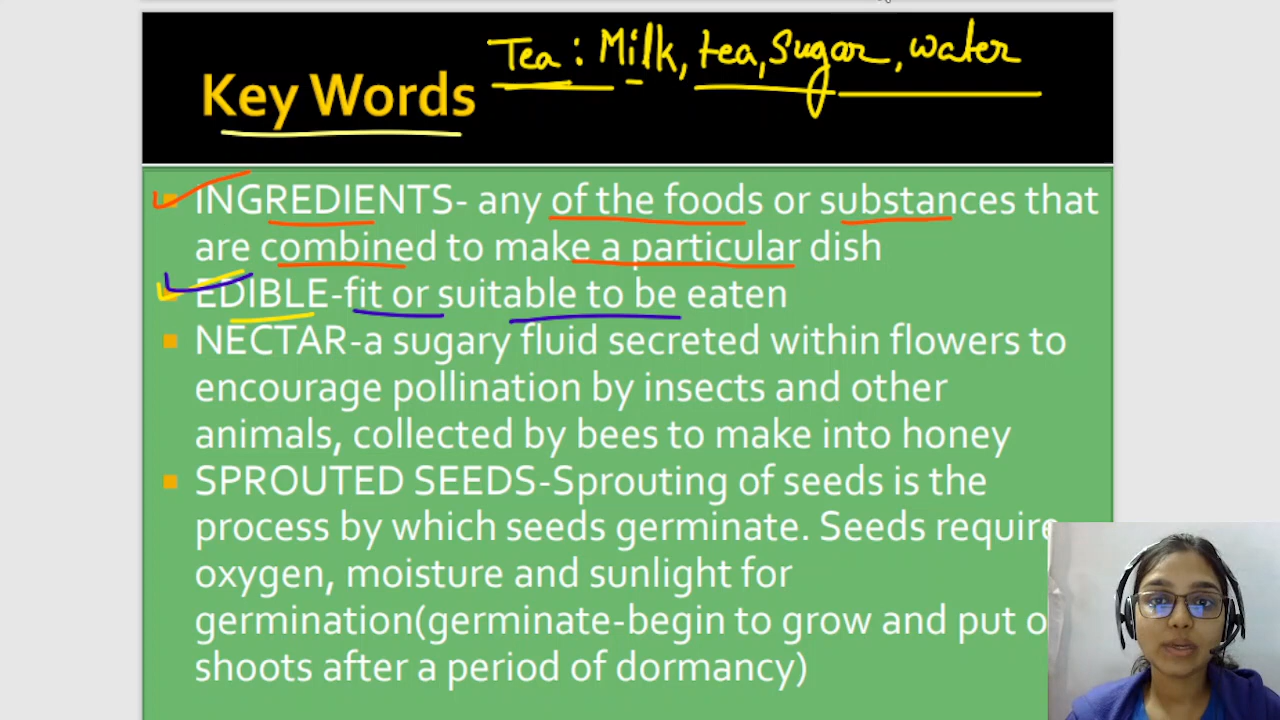 Tea : Milk, tea, Sugar, water
Key Words
INGREDIENTS- any of the foods or substances that
are combined to make a particular dish
EDIBLE-fit or suitable to be eaten
NECTAR-a sugary fluid secreted within flowers to
encourage pollination by insects and other
animals, collected by bees to make into honey
SPROUTED SEEDS-Sprouting of seeds is the
process by which seeds germinate. Seeds require
oxygen, moisture and sunlight for
germination(germinate-begin to grow and put
shoots after a period of dormancy)